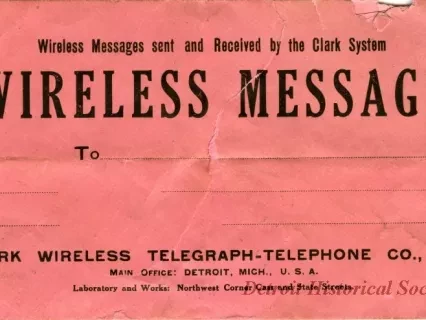 Wireless Messages sent and Received by the Clark System
WIRELESS MESSAG
To
RK WIRELESS TELEGRAPH-TELEPHONE CO.,
MAIN OFFICE: DETROIT, MICH., U. S. A.
Laboratory and Works: Northwest Corner Cam and State Streets.
Detroit Historical Soc